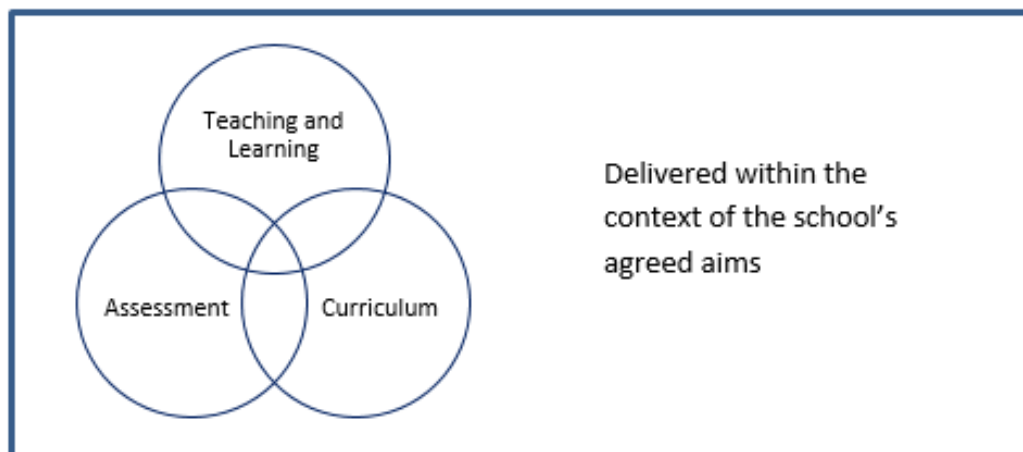 Teaching and
Learning
Assessment
Curriculum
Delivered within the
context of the school’s
agreed aims